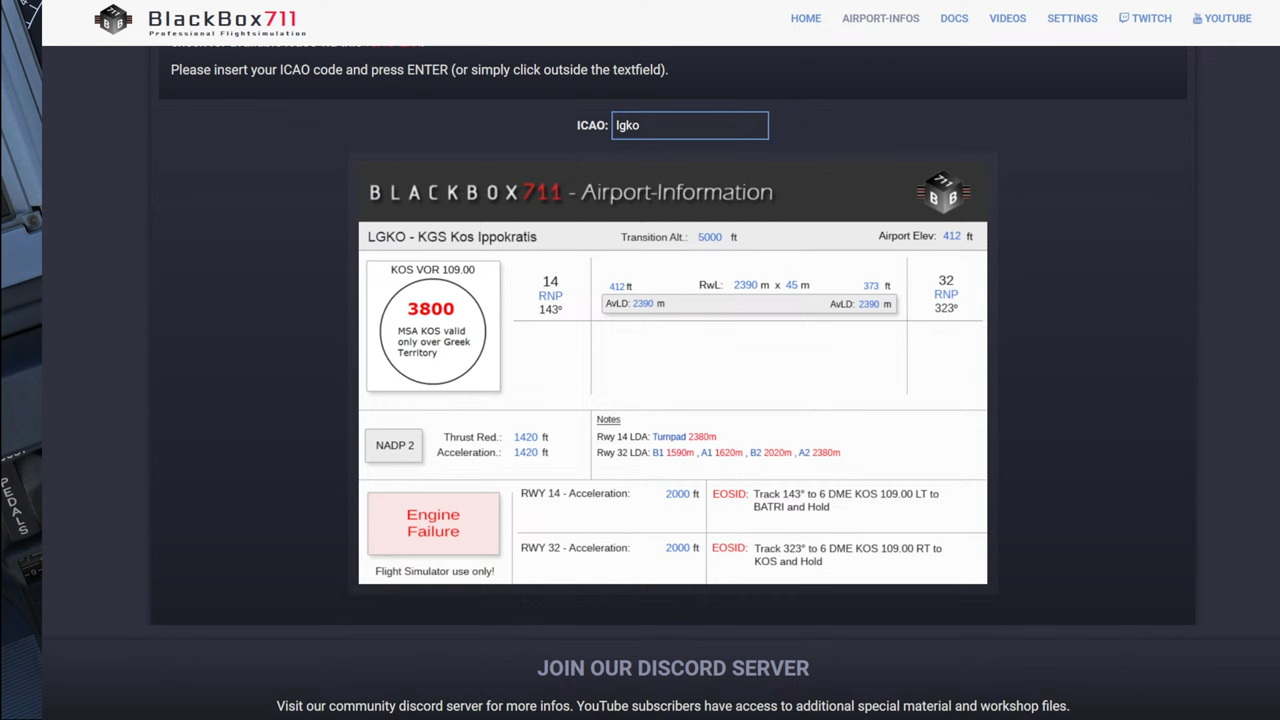 BlackBox711
Professional Flightsimulation
HOME AIRPORT-INFOS DOCS VIDEOS SETTINGS TWITCH YOUTUBE
Please insert your ICAO code and press ENTER (or simply click outside the textfield).
ICAO: lgko
BLACKBOX711 - Airport-Information
711
B B
LGKO - KGS Kos Ippokratis Transition Alt.: 5000 ft Airport Elev: 412 ft
KOS VOR 109.00
3800
MSA KOS valid
only over Greek
Territory
14
RNP
143º
412 ft RwL: 2390 m x 45 m 373 ft
AvLD: 2390 m AvLD: 2390 m
32
RNP
323º
NADP 2
Thrust Red.: 1420 ft
Acceleration.: 1420 ft
Notes
Rwy 14 LDA: Turnpad 2380m
Rwy 32 LDA: B1 1590m , A1 1620m , B2 2020m , A2 2380m
Engine
Failure
Flight Simulator use only!
RWY 14 - Acceleration: 2000 ft EOSID: Track 143° to 6 DME KOS 109.00 LT to
BATRI and Hold
RWY 32 - Acceleration: 2000 ft EOSID: Track 323° to 6 DME KOS 109.00 RT to
KOS and Hold
PEDALS
JOIN OUR DISCORD SERVER
Visit our community discord server for more infos. YouTube subscribers have access to additional special material and workshop files.